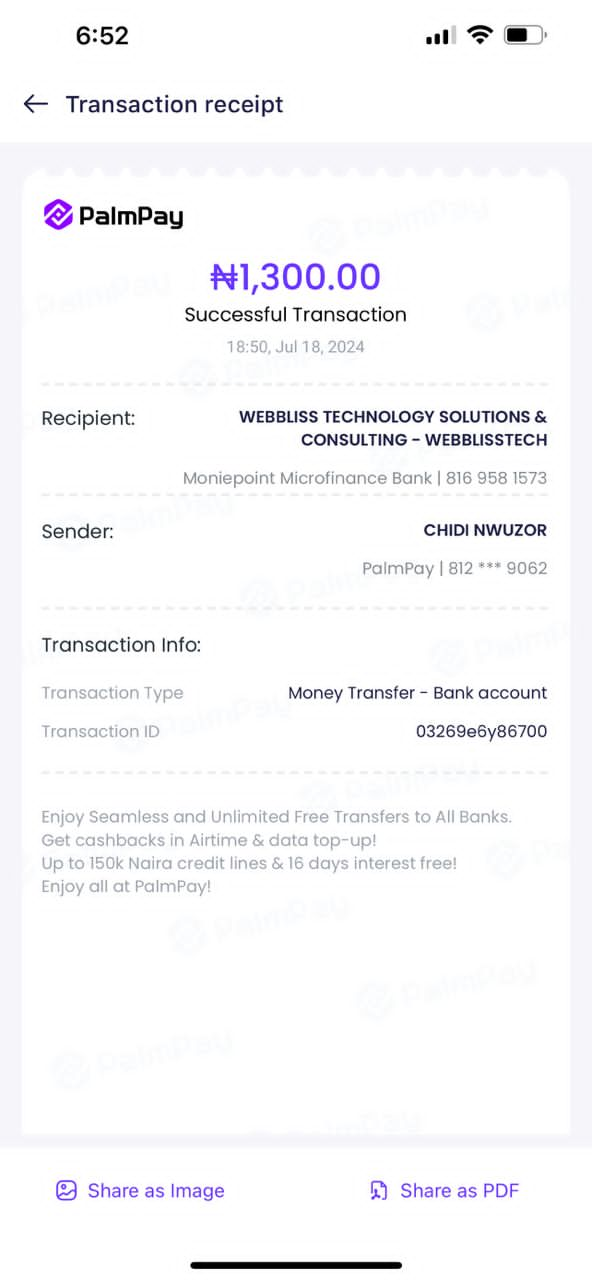 6:52
Transaction receipt
PalmPay
₦1,300.00
Successful Transaction
18:50, Jul 18, 2024
Recipient:
WEBBLISS TECHNOLOGY SOLUTIONS &
CONSULTING - WEBBLISSTECH
Moniepoint Microfinance Bank | 816 958 1573
Sender:
CHIDI NWUZOR
PalmPay | 812 *** 9062
Transaction Info:
Transaction Type Money Transfer - Bank account
Transaction ID 03269e6y86700
Enjoy Seamless and Unlimited Free Transfers to All Banks.
Get cashbacks in Airtime & data top-up!
Up to 150k Naira credit lines & 16 days interest free!
Enjoy all at PalmPay!
Share as Image Share as PDF